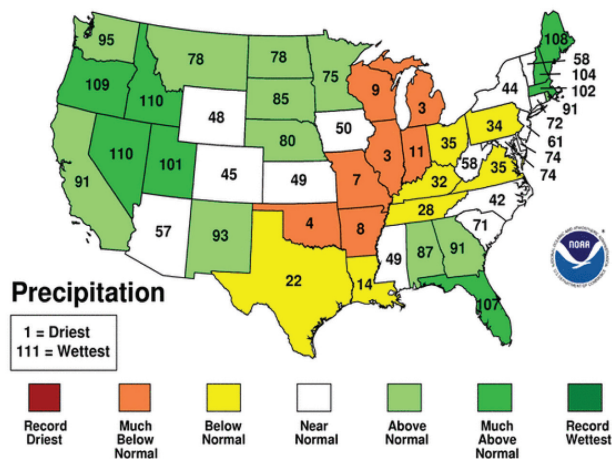 95
108
78
78
75
58
109
110
104
102
9
3
44
91
48
85
72
50
34
61
80
35
74
110
101
45
49
3
11
58
35
74
91
7
32
42
28
57
93
4
8
71
49
87
91
NOAA
22
14
107
Precipitation
1 = Driest
111 = Wettest
Record
Driest
Much
Below
Normal
Below
Normal
Near
Normal
Above
Normal
Much
Above
Normal
Record
Wettest